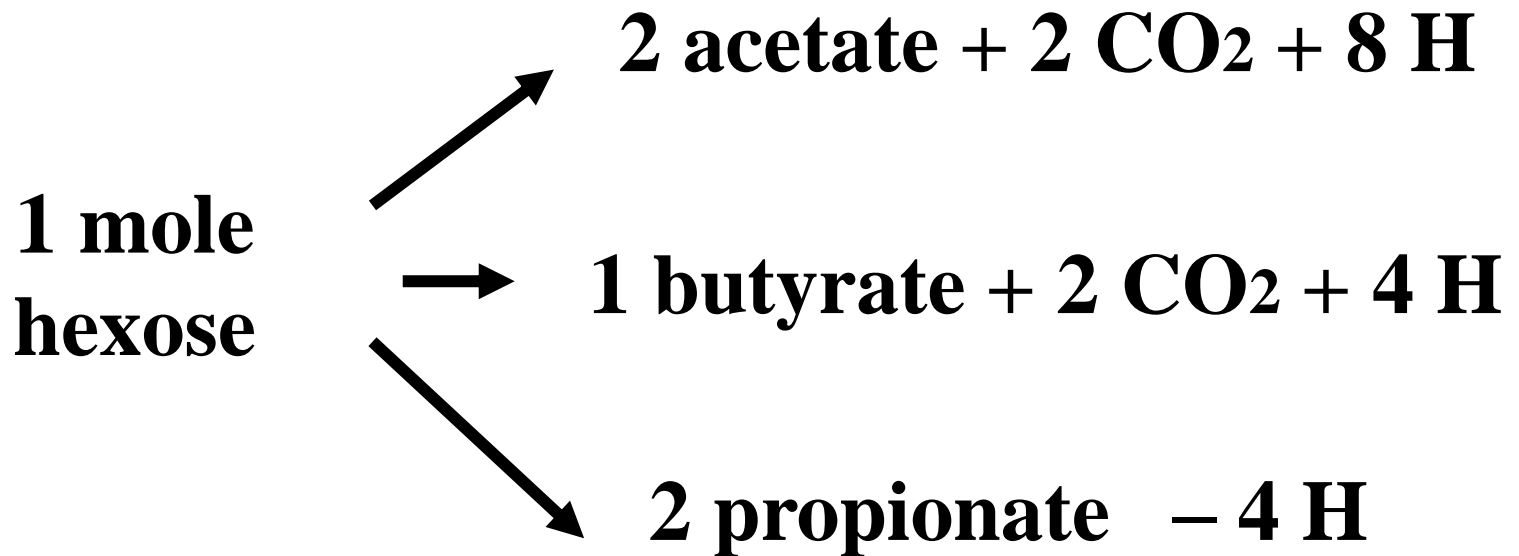 2 acetate + 2 CO2 + 8 H
1 mole
hexose
1 butyrate + 2 CO2 + 4 H
2 propionate – 4 H